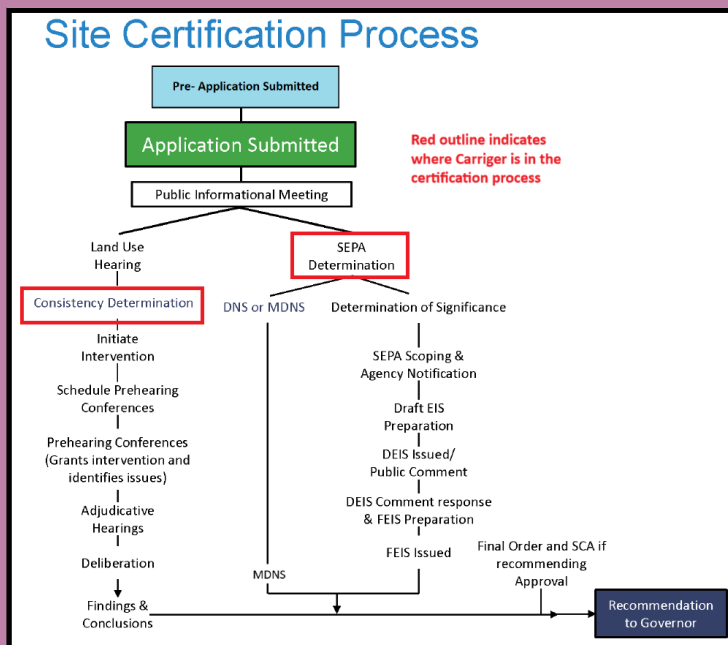 Site Certification Process
Pre- Application Submitted
Application Submitted
Red outline indicates
where Carriger is in the
certification process
Public Informational Meeting
Land Use
Hearing
SEPA
Determination
Consistency Determination
DNS or MDNS
Determination of Significance
Initiate
Intervention
SEPA Scoping &
Agency Notification
Schedule Prehearing
Conferences
Draft EIS
Preparation
Prehearing Conferences
(Grants intervention and
identifies issues)
DEIS Issued/
Public Comment
Adjudicative
Hearings
DEIS Comment response
& FEIS Preparation
Deliberation
FEIS Issued
Final Order and SCA if
recommending
Approval
MDNS
Findings &
Conclusions
Recommendation
to Governor